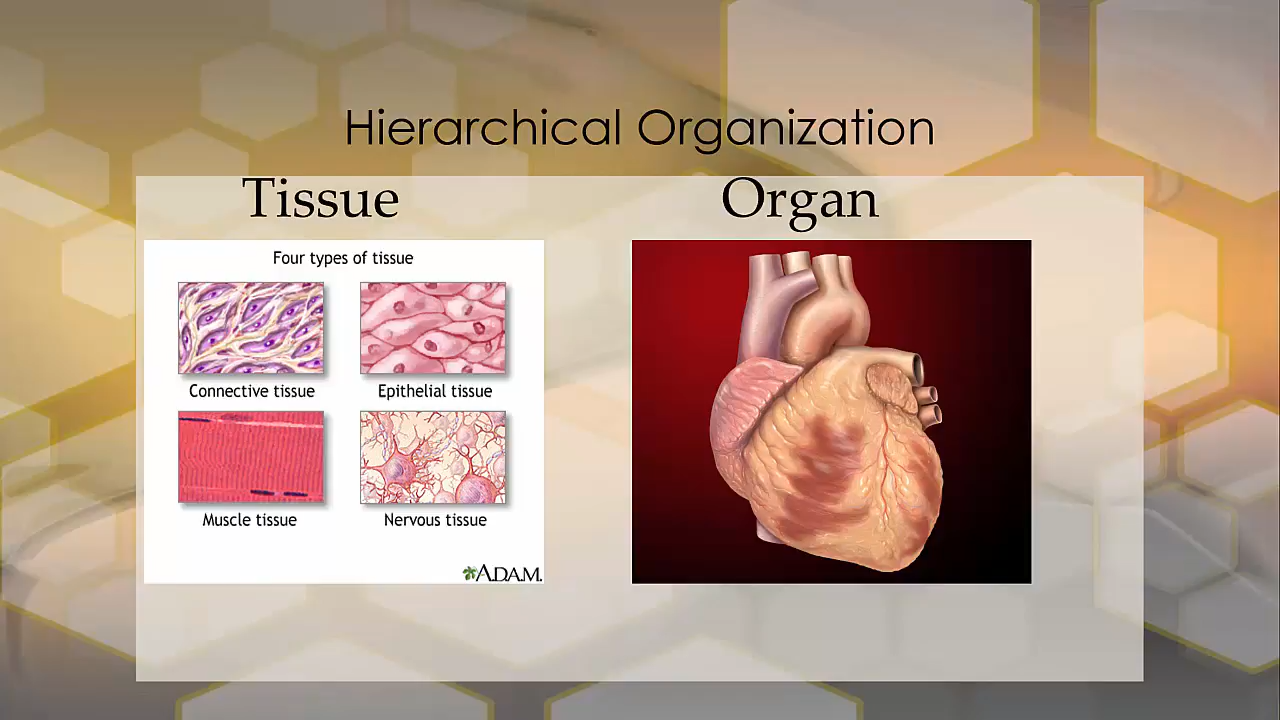 Hierarchical Organization
Tissue
Four types of tissue
Connective tissue
Epithelial tissue
Muscle tissue
Nervous tissue
A.D.A.M.
Organ